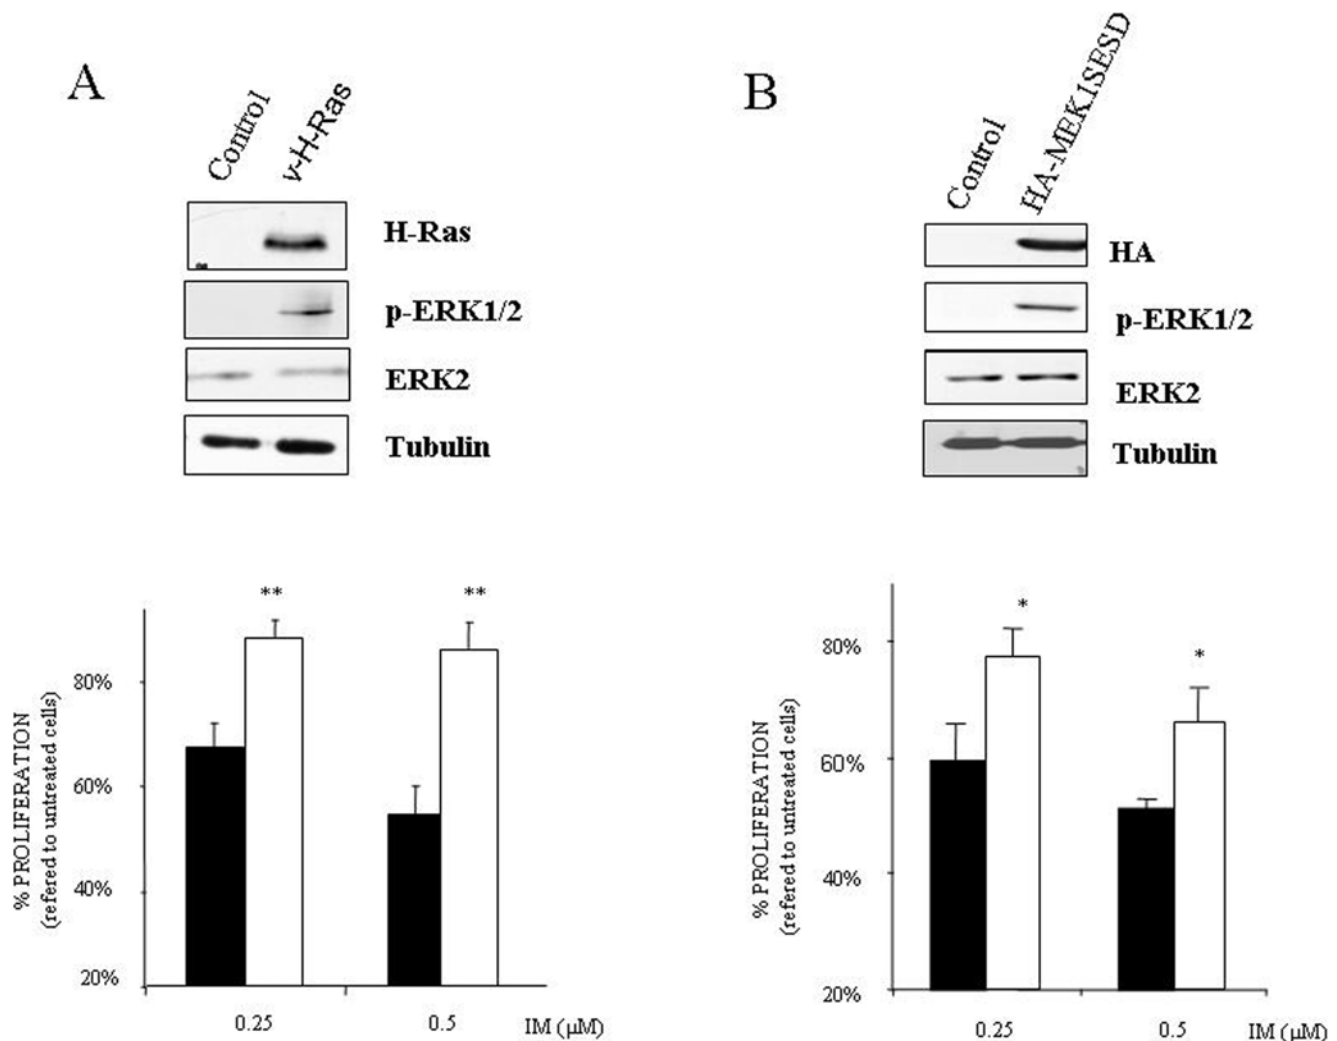 A
Control
v-H-Ras
H-Ras
p-ERK1/2
ERK2
Tubulin
% PROLIFERATION
(refered to untreated cells)
**
**
80%
60%
40%
20%
0.25
0.5
IM (μM)
B
Control
HA-MEK1SESD
HA
p-ERK1/2
ERK2
Tubulin
% PROLIFERATION
(refered to untreated cells)
*
*
80%
60%
40%
20%
0.25
0.5
IM (μM)